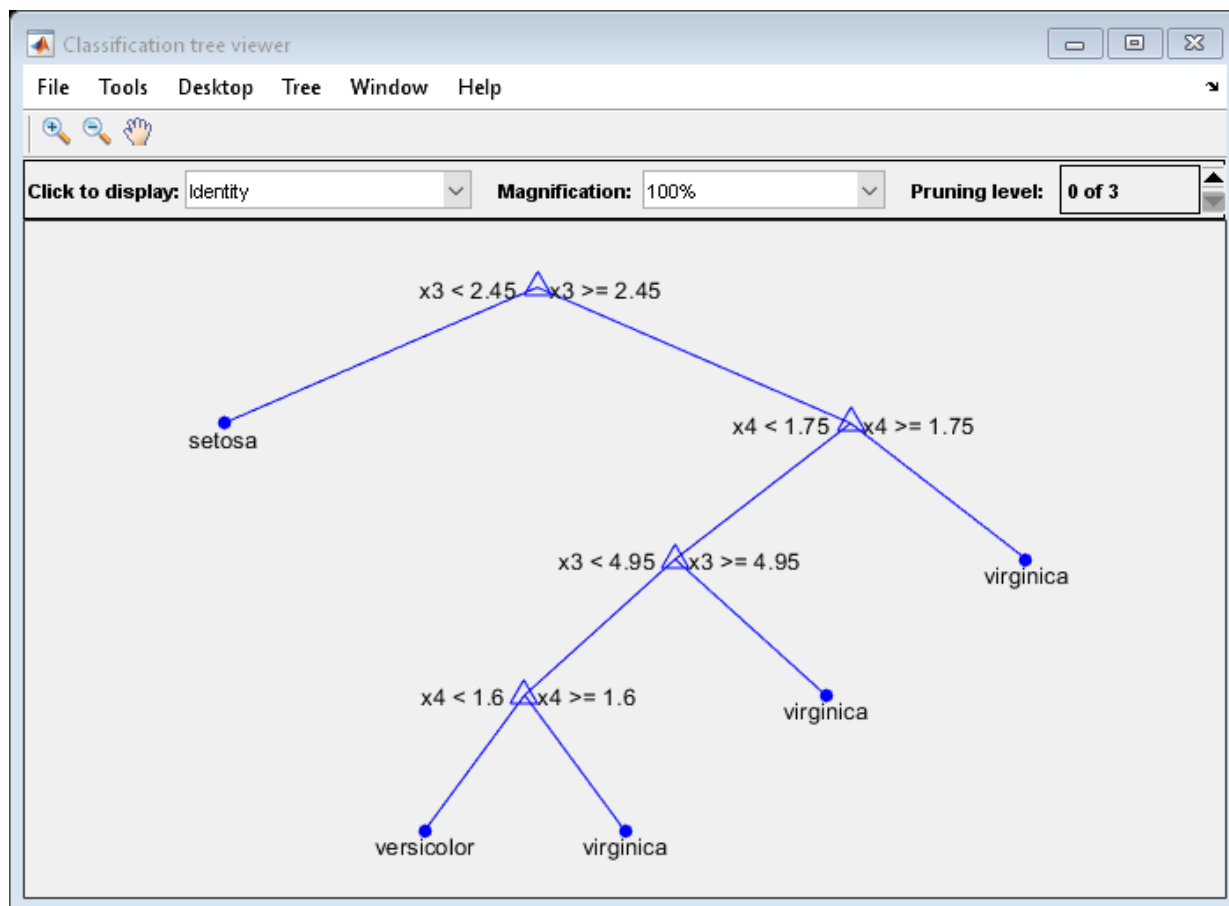 Classification tree viewer
File Tools Desktop Tree Window Help
Click to display: Identity Magnification: 100% Pruning level: 0 of 3
x3 < 2.45 x3 >= 2.45
setosa
x4 < 1.75 x4 >= 1.75
x3 < 4.95 x3 >= 4.95
virginica
x4 < 1.6 x4 >= 1.6
virginica
versicolor virginica